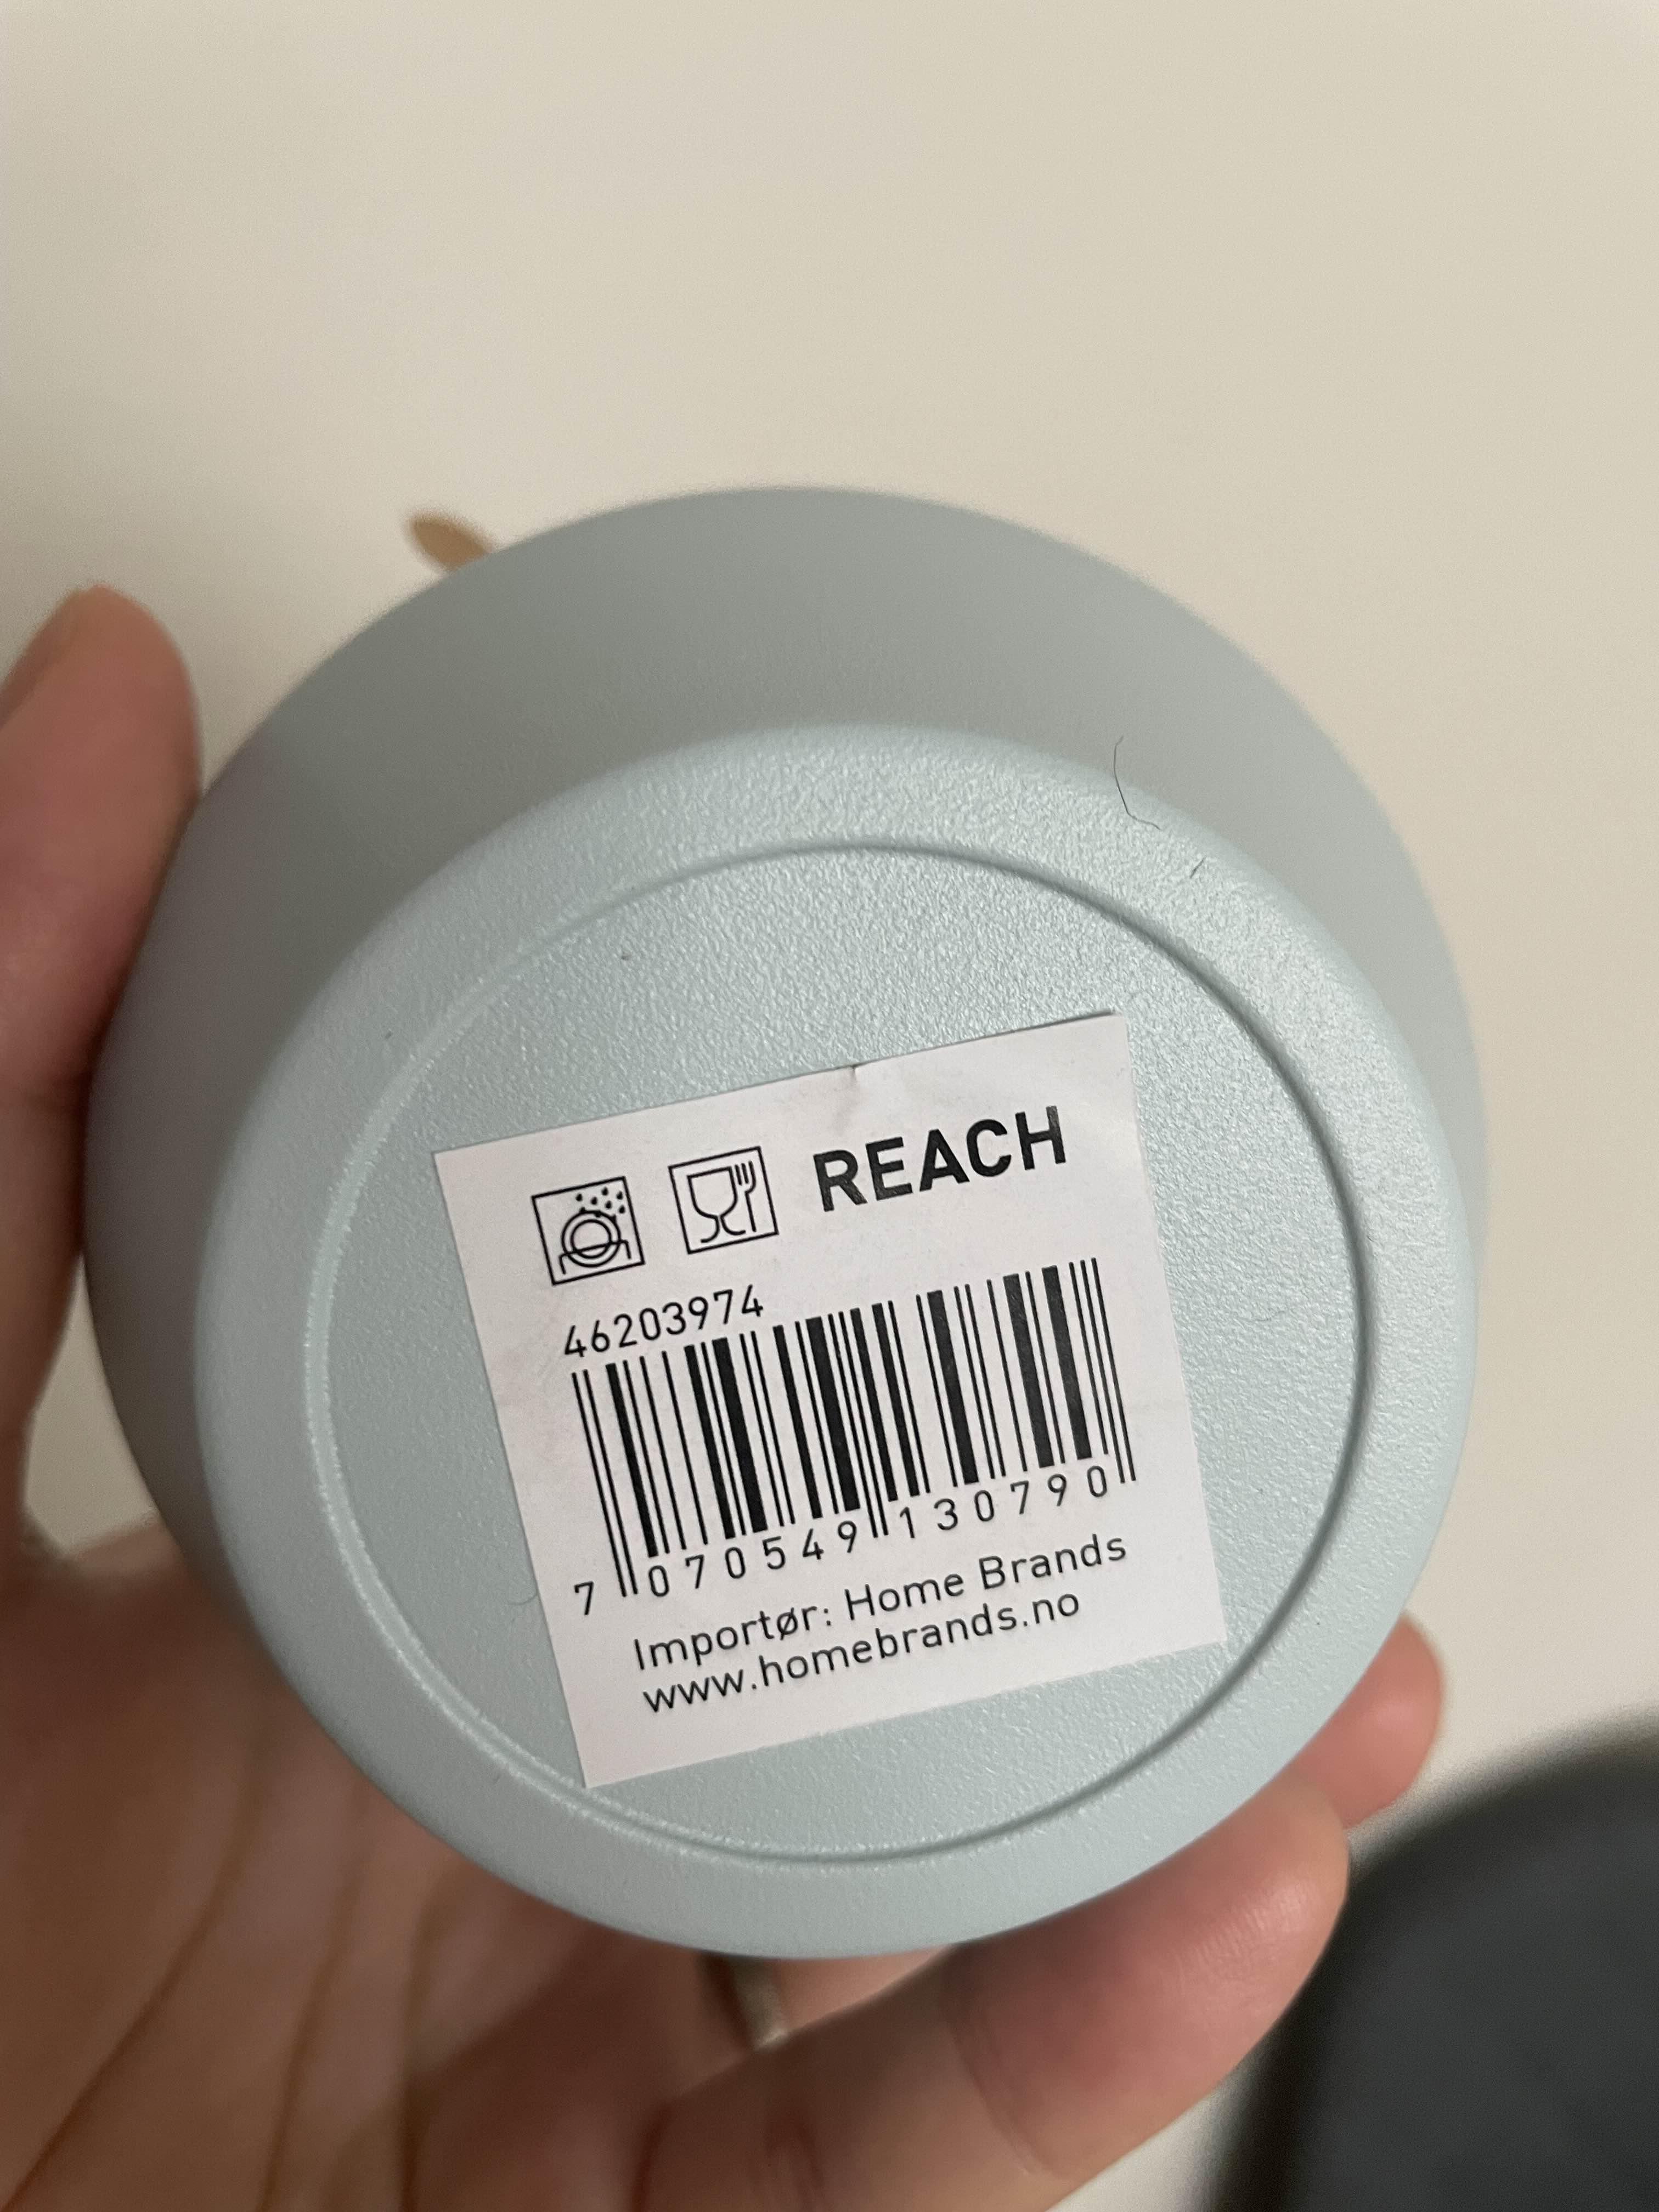 REACH
46203974
7 070549 130790
Importør: Home Brands
www.homebrands.no